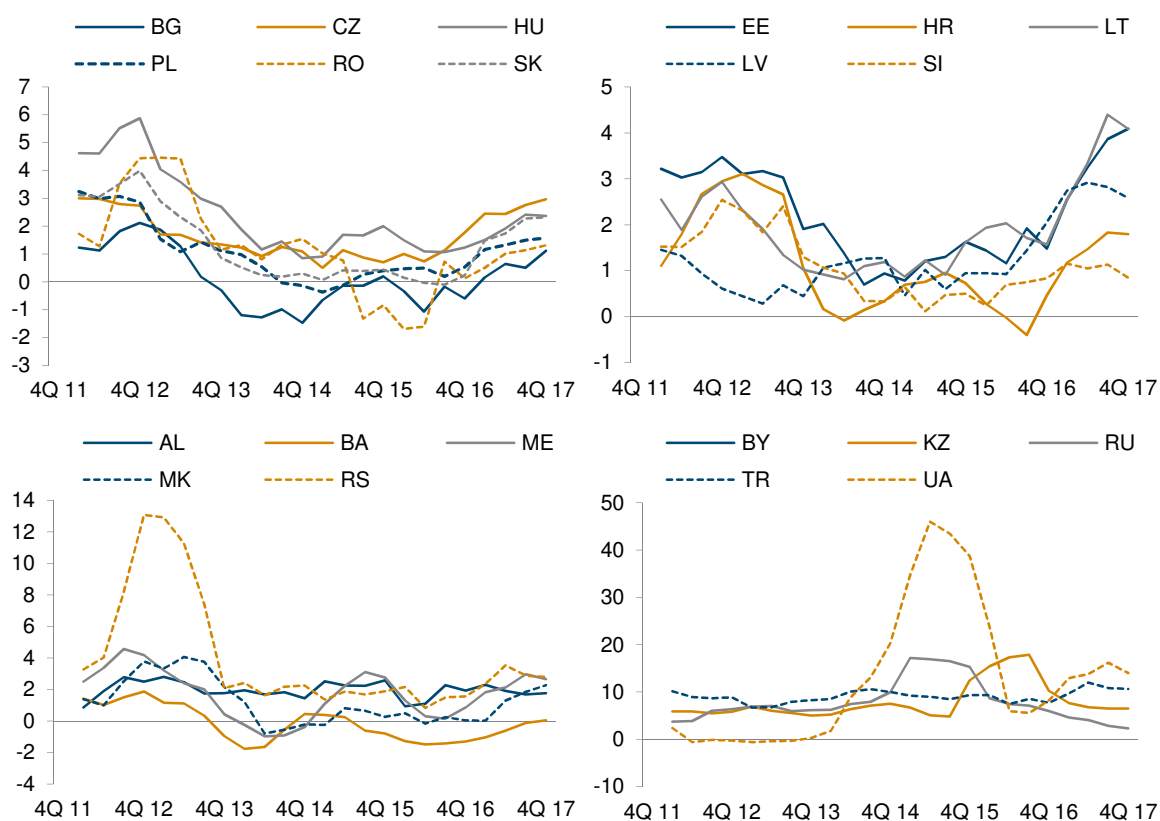 BG CZ HU
PL RO SK
7
6
5
4
3
2
1
0
-1
-2
-3
4Q 11 4Q 12 4Q 13 4Q 14 4Q 15 4Q 16 4Q 17
EE HR LT
LV SI
5
4
3
2
1
0
-1
4Q 11 4Q 12 4Q 13 4Q 14 4Q 15 4Q 16 4Q 17
AL BA ME
MK RS
14
12
10
8
6
4
2
0
-2
-4
4Q 11 4Q 12 4Q 13 4Q 14 4Q 15 4Q 16 4Q 17
BY KZ RU
TR UA
50
40
30
20
10
0
-10
4Q 11 4Q 12 4Q 13 4Q 14 4Q 15 4Q 16 4Q 17